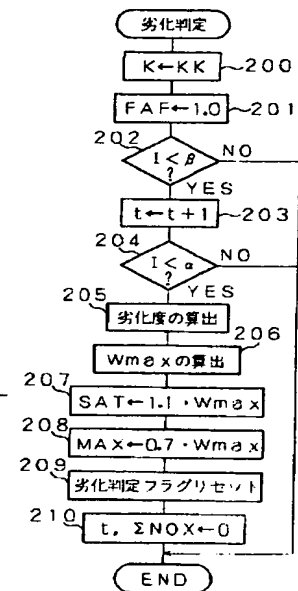 劣化判定
K←KK
200
FAF←1.0
201
202
I<β
?
NO
YES
t←t+1
203
204
I<α
?
NO
YES
205
劣化度の算出
206
Wmaxの算出
207
SAT←1.1・Wmax
208
MAX←0.7・Wmax
209
劣化判定フラグリセット
210
t, ΣNOX←0
END